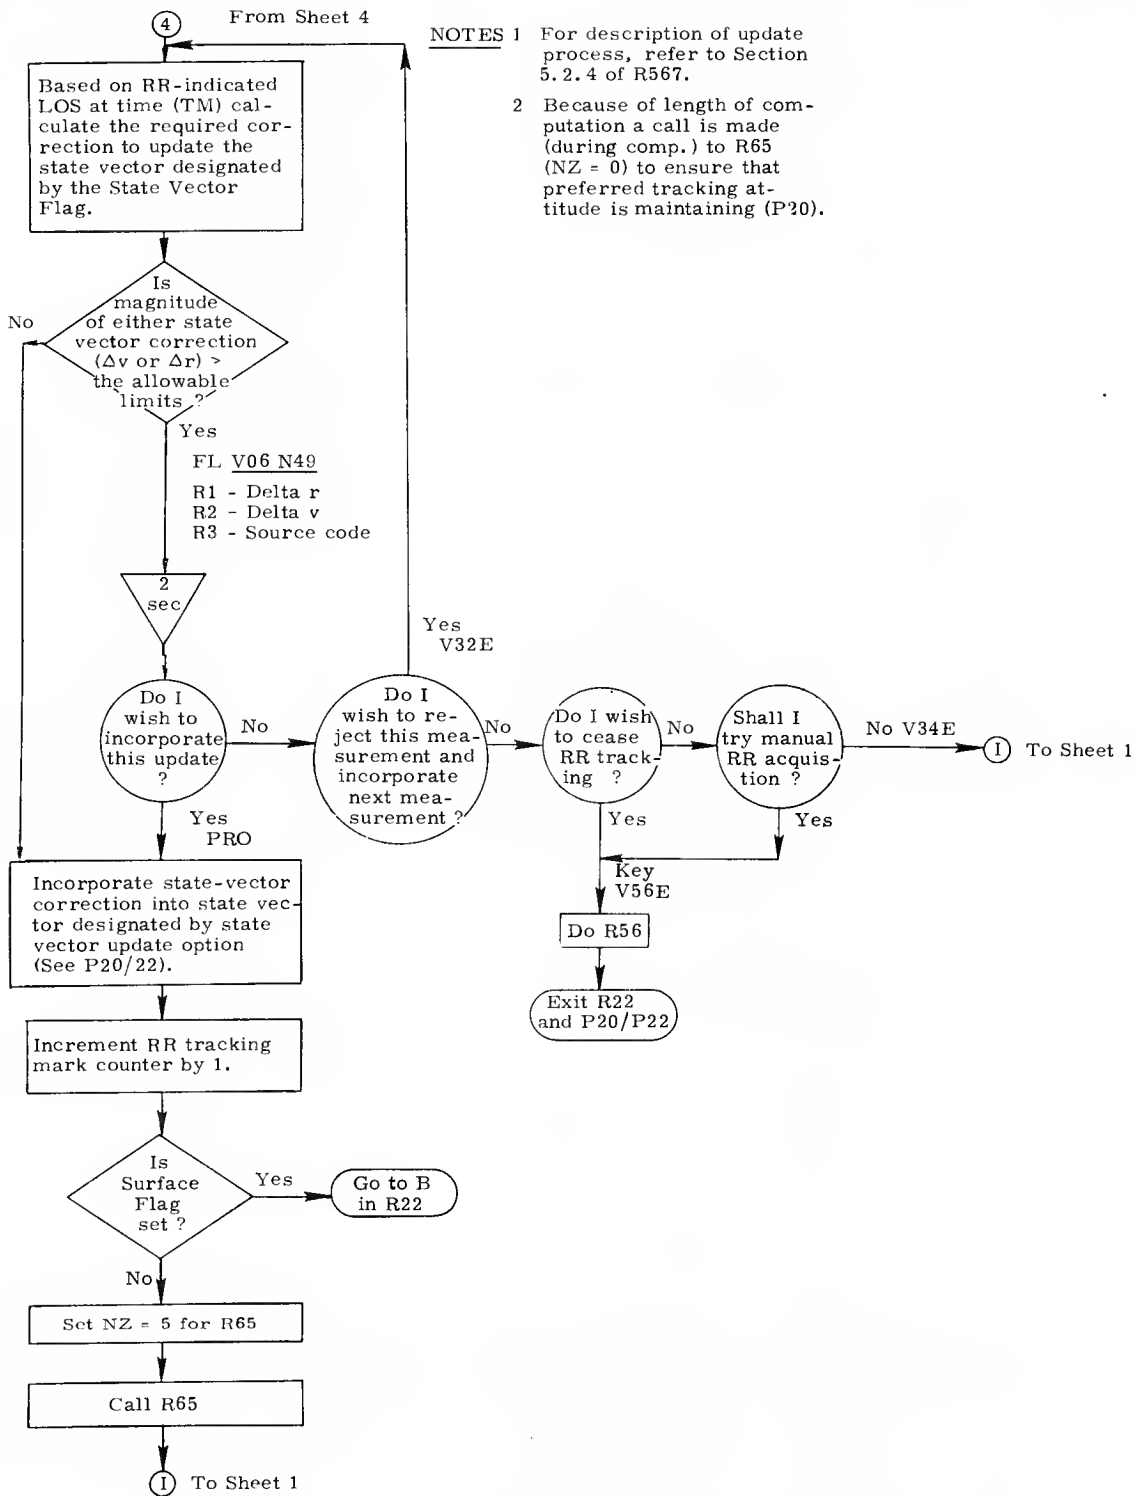 4
From Sheet 4
NOTES 1 For description of update
process, refer to Section
5.2.4 of R567.
2 Because of length of com-
putation a call is made
(during comp.) to R65
(NZ = 0) to ensure that
preferred tracking at-
titude is maintaining (P20).
Based on RR-indicated
LOS at time (TM) cal-
culate the required cor-
rection to update the
state vector designated
by the State Vector
Flag.
Is
magnitude
of either state
vector correction
(Δv or Δr) >
the allowable
limits ?
No
Yes
FL V06 N49
R1 - Delta r
R2 - Delta v
R3 - Source code
2
sec
Do I
wish to
incorporate
this update
?
No
Yes
PRO
Do I
wish to re-
ject this mea-
surement and
incorporate
next mea-
surement ?
Yes
V32E
No
Do I wish
to cease
RR track-
ing ?
No
Yes
Shall I
try manual
RR acquis-
tion ?
No V34E
I To Sheet 1
Yes
Key
V56E
Do R56
Exit R22
and P20/P22
Incorporate state-vector
correction into state vec-
tor designated by state
vector update option
(See P20/22).
Increment RR tracking
mark counter by 1.
Is
Surface
Flag
set ?
Yes
Go to B
in R22
No
Set NZ = 5 for R65
Call R65
I To Sheet 1